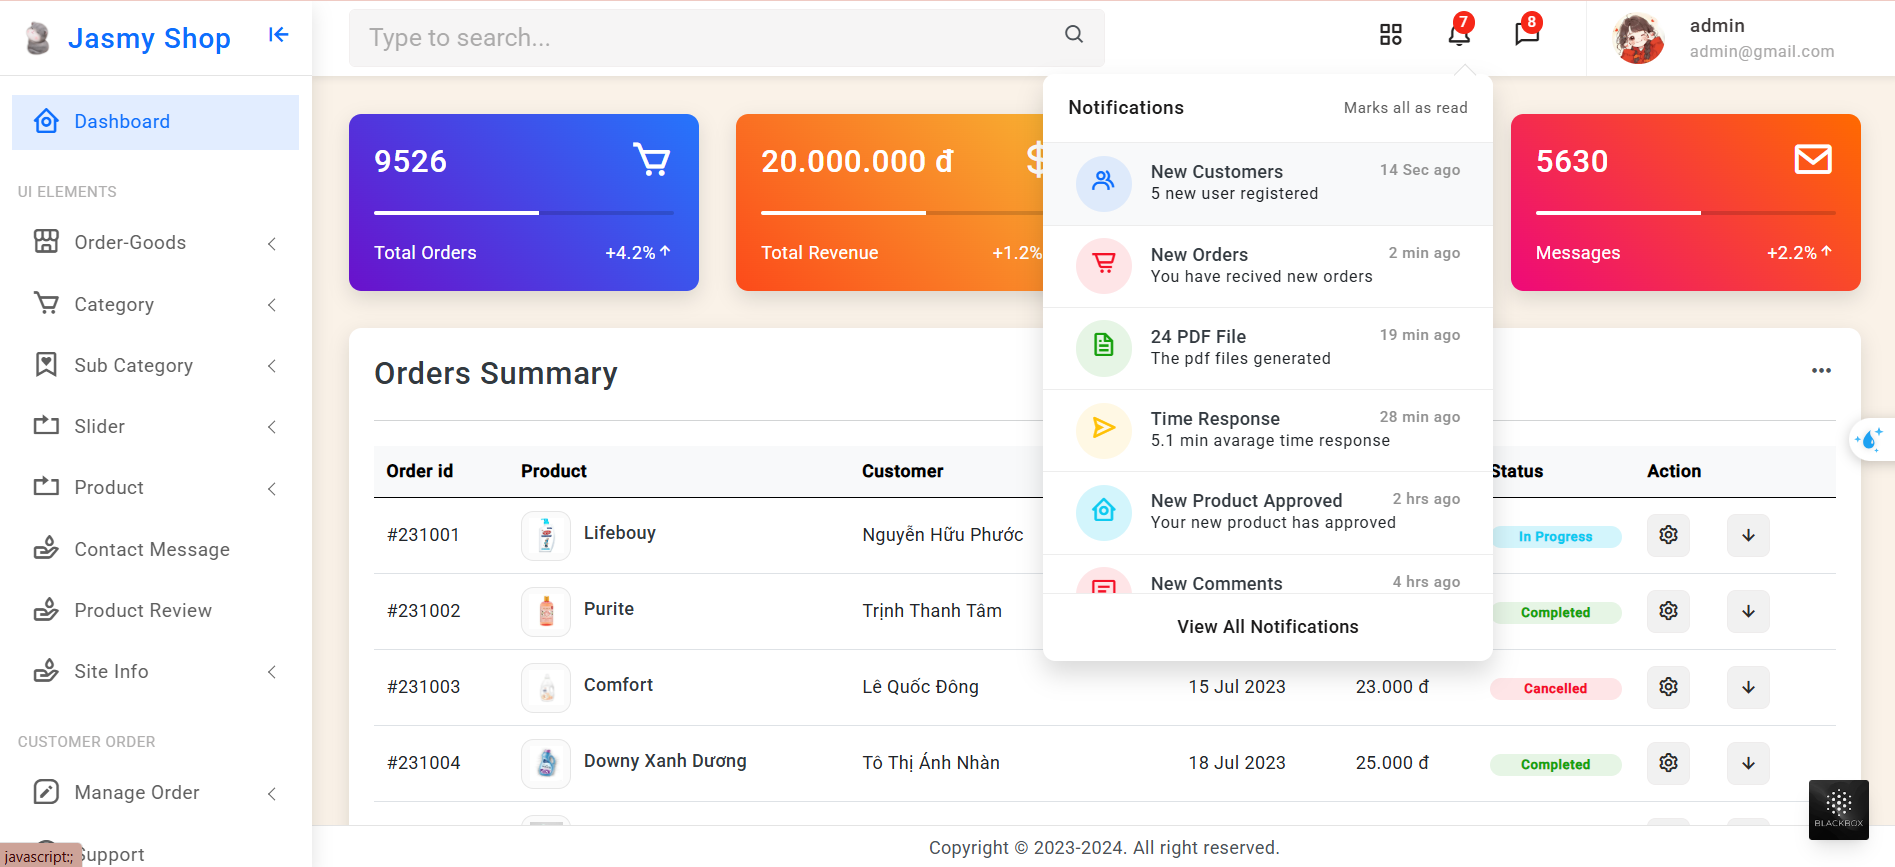 Jasmy Shop
Type to search...
7
8
admin
admin@gmail.com
Dashboard
UI ELEMENTS
Order-Goods
Category
Sub Category
Slider
Product
Contact Message
Product Review
Site Info
CUSTOMER ORDER
Manage Order
Support
javascript:;
9526
Total Orders
+4.2%
20.000.000 đ
$
Total Revenue
+1.2%
5630
Messages
+2.2%
Notifications
Marks all as read
New Customers
14 Sec ago
5 new user registered
New Orders
2 min ago
You have recived new orders
24 PDF File
19 min ago
The pdf files generated
Time Response
28 min ago
5.1 min avarage time response
New Product Approved
2 hrs ago
Your new product has approved
New Comments
4 hrs ago
View All Notifications
Orders Summary
Order id Product Customer Status Action
#231001 Lifebouy Nguyễn Hữu Phước In Progress
#231002 Purite Trịnh Thanh Tâm Completed
#231003 Comfort Lê Quốc Đông 15 Jul 2023 23.000 đ Cancelled
#231004 Downy Xanh Dương Tô Thị Ánh Nhàn 18 Jul 2023 25.000 đ Completed
BLACKBOX
Copyright © 2023-2024. All right reserved.